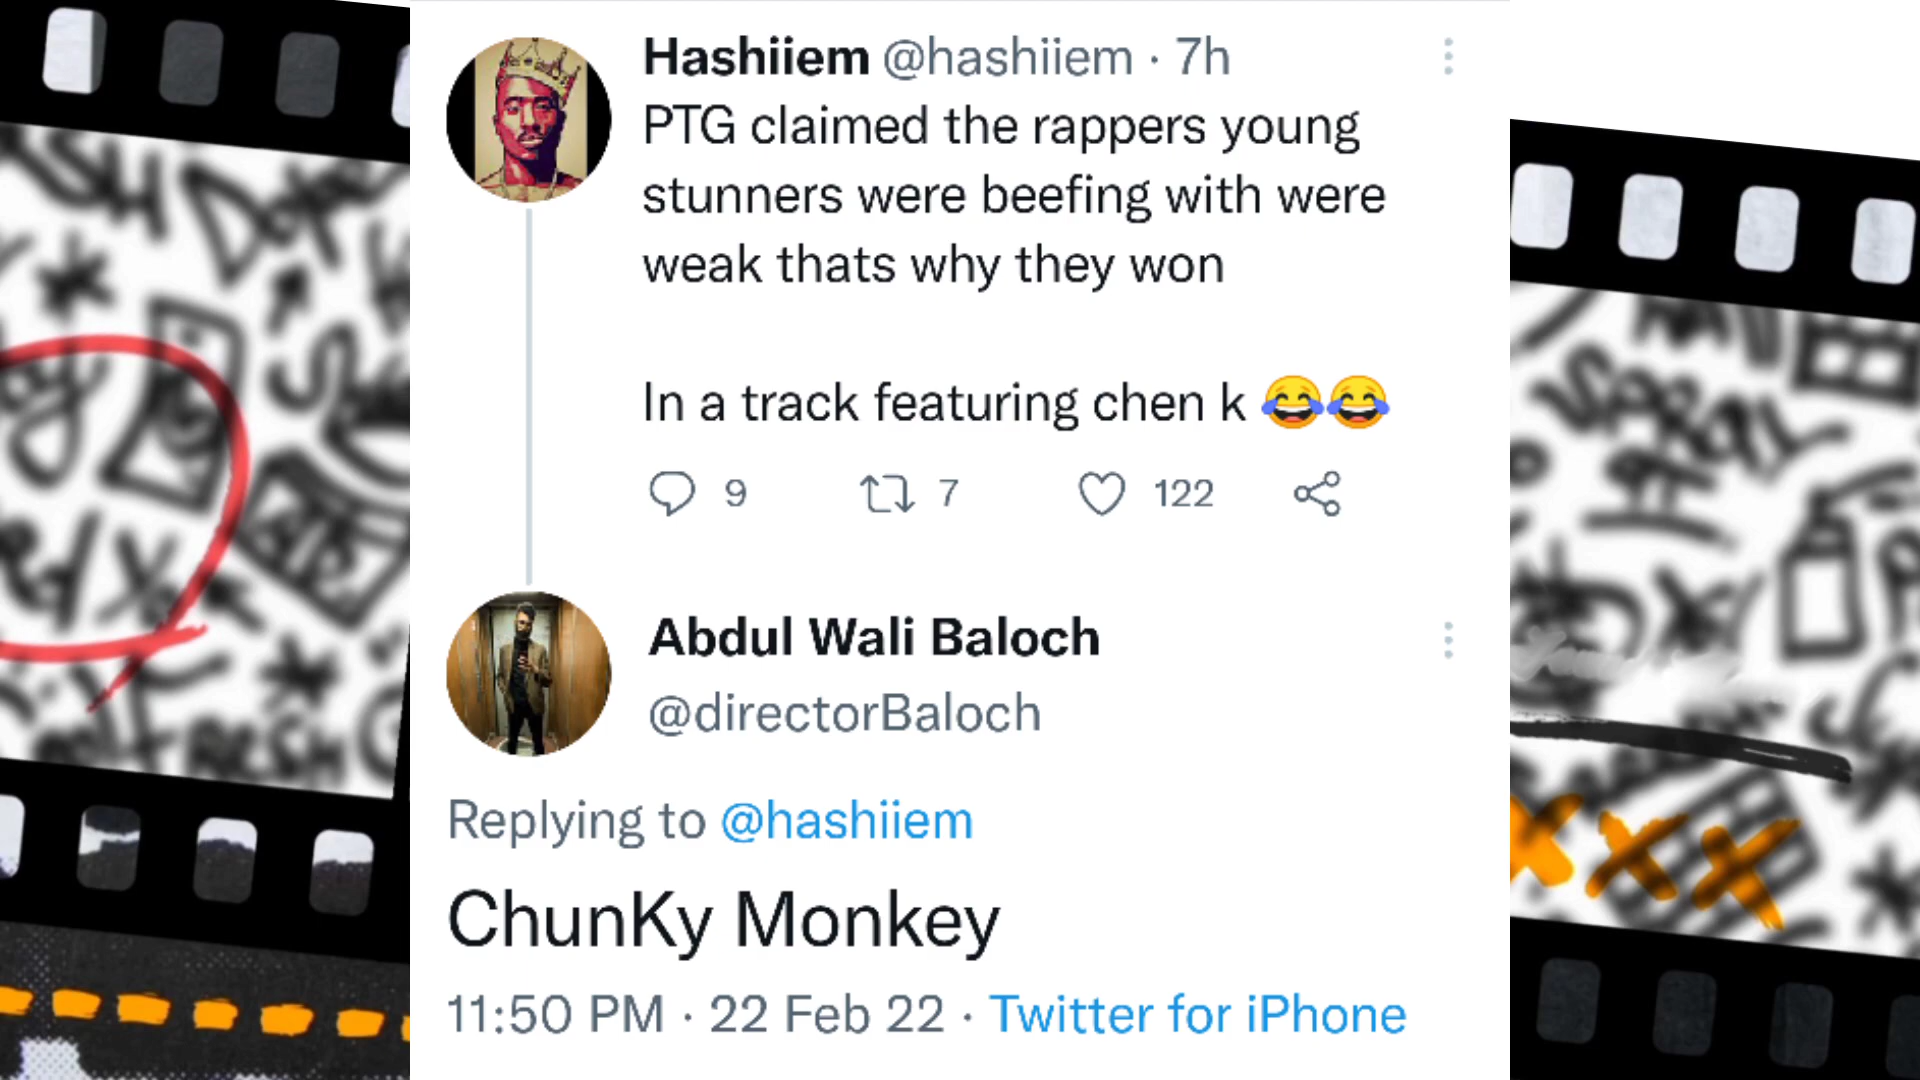 Hashiiem @hashiiem · 7h
PTG claimed the rappers young
stunners were beefing with were
weak thats why they won
In a track featuring chen k 😂😂
9 7 122
Abdul Wali Baloch
@directorBaloch
Replying to @hashiiem
ChunKy Monkey
11:50 PM · 22 Feb 22 · Twitter for iPhone